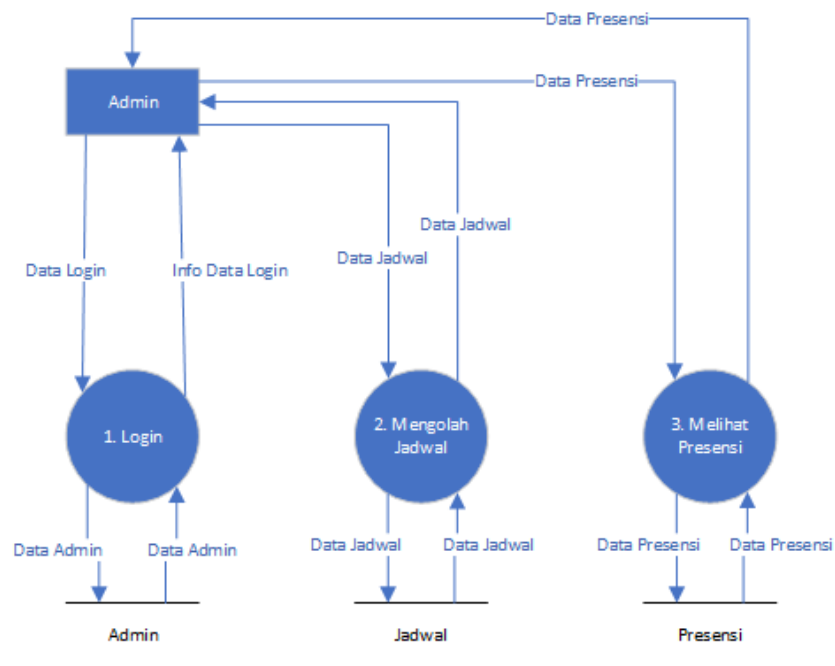 Data Presensi
Data Presensi
Admin
Data Jadwal
Data Jadwal
Data Login
Info Data Login
1. Login
2. Mengolah
Jadwal
3. Melihat
Presensi
Data Admin
Data Admin
Data Jadwal
Data Jadwal
Data Presensi
Data Presensi
Admin
Jadwal
Presensi